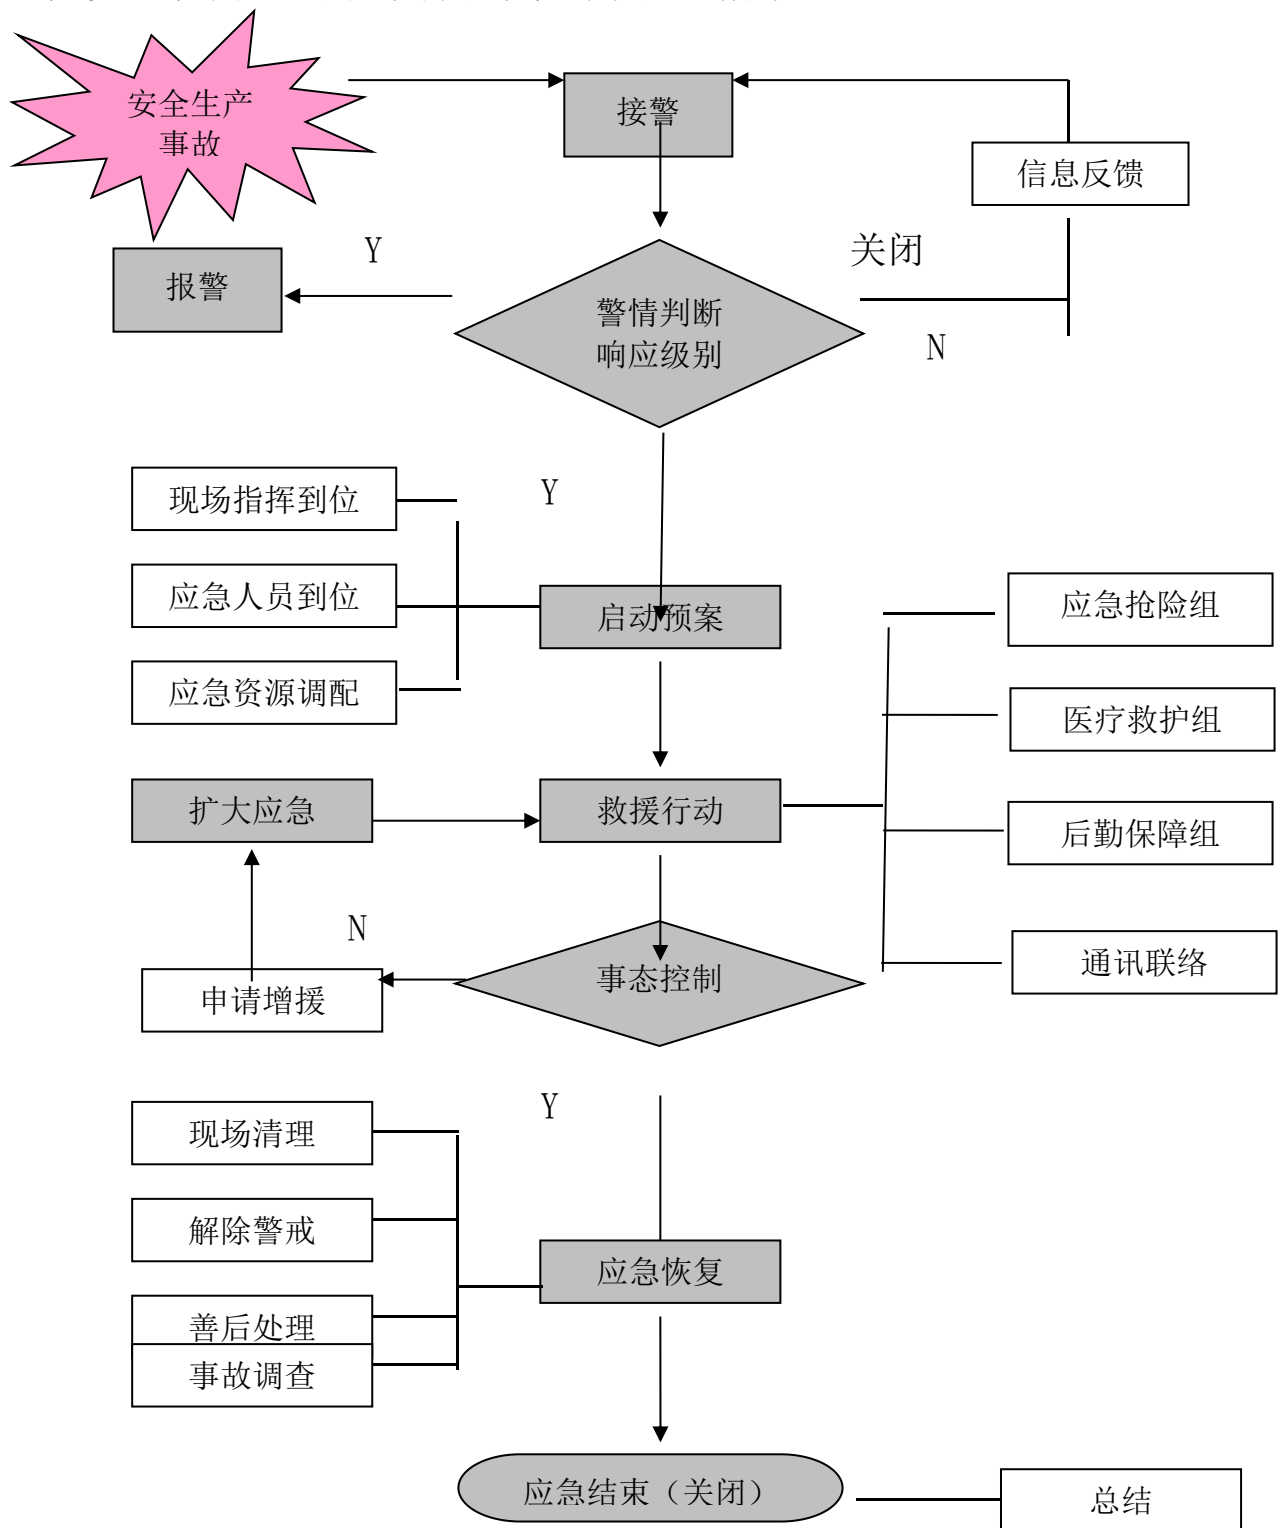 安全生产
事故
接警
信息反馈
Y
关闭
报警
警情判断
响应级别
N
现场指挥到位
Y
应急人员到位
启动预案
应急抢险组
应急资源调配
医疗救护组
扩大应急
救援行动
后勤保障组
N
事态控制
通讯联络
申请增援
Y
现场清理
解除警戒
应急恢复
善后处理
事故调查
应急结束（关闭）
总结